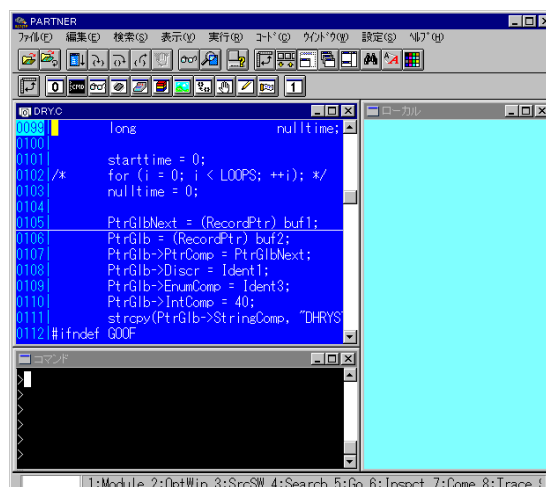 PARTNER
ﾌｧｲﾙ(F) 編集(E) 検索(S) 表示(V) 実行(R) ｺｰﾄﾞ(C) ｳｲﾝﾄﾞｳ(W) 設定(S) ﾍﾙﾌﾟ(H)
0 CMD 1
DRY.C
0099 long nulltime;
0100
0101 starttime = 0;
0102 /* for (i = 0; i < LOOPS; ++i); */
0103 nulltime = 0;
0104
0105 PtrGlbNext = (RecordPtr) buf1;
0106 PtrGlb = (RecordPtr) buf2;
0107 PtrGlb->PtrComp = PtrGlbNext;
0108 PtrGlb->Discr = Ident1;
0109 PtrGlb->EnumComp = Ident3;
0110 PtrGlb->IntComp = 40;
0111 strcpy(PtrGlb->StringComp, "DHRYS
0112 #ifndef GOOF
ローカル
コマンド
>
>
>
>
>
>
1:Module 2:OptWin 3:SrcSW 4:Search 5:Go 6:Inspct 7:Come 8:Trace